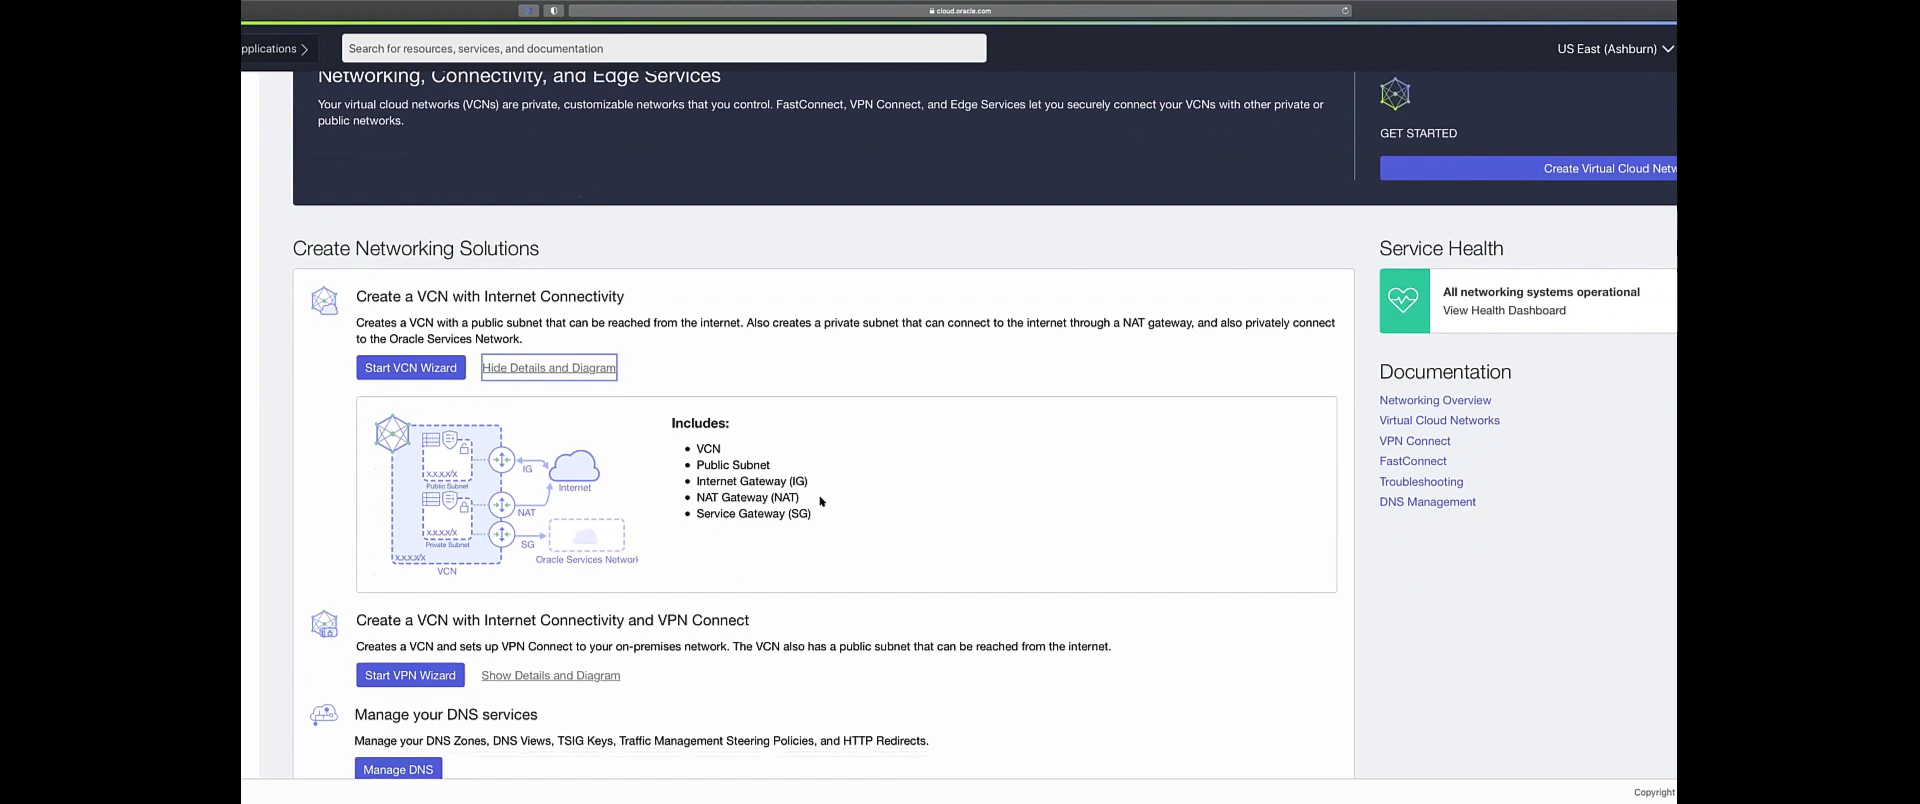 cloud.oracle.com
pplications
Search for resources, services, and documentation
US East (Ashburn)
Networking, Connectivity, and Edge Services
Your virtual cloud networks (VCNs) are private, customizable networks that you control. FastConnect, VPN Connect, and Edge Services let you securely connect your VCNs with other private or
public networks.
GET STARTED
Create Virtual Cloud Netw
Create Networking Solutions
Create a VCN with Internet Connectivity
Creates a VCN with a public subnet that can be reached from the internet. Also creates a private subnet that can connect to the internet through a NAT gateway, and also privately connect
to the Oracle Services Network.
Start VCN Wizard
Hide Details and Diagram
X.X.X.X/X
Public Subnet
IG
Internet
NAT
X.X.X.X/X
Private Subnet
SG
X.X.X.X/X
Oracle Services Network
VCN
Includes:
• VCN
• Public Subnet
• Internet Gateway (IG)
• NAT Gateway (NAT)
• Service Gateway (SG)
Create a VCN with Internet Connectivity and VPN Connect
Creates a VCN and sets up VPN Connect to your on-premises network. The VCN also has a public subnet that can be reached from the internet.
Start VPN Wizard
Show Details and Diagram
Manage your DNS services
Manage your DNS Zones, DNS Views, TSIG Keys, Traffic Management Steering Policies, and HTTP Redirects.
Manage DNS
Service Health
All networking systems operational
View Health Dashboard
Documentation
Networking Overview
Virtual Cloud Networks
VPN Connect
FastConnect
Troubleshooting
DNS Management
Copyright